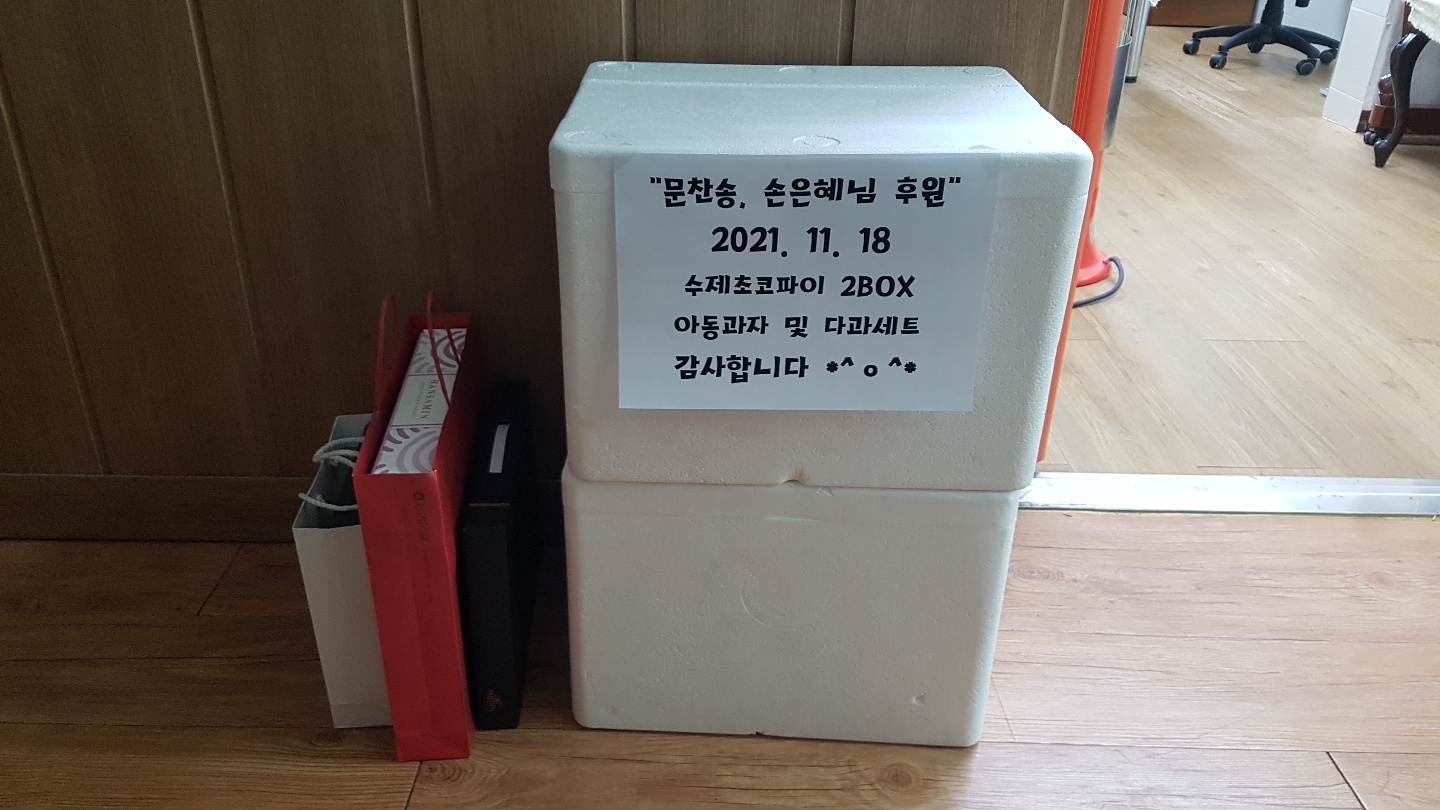 "문찬송, 손은혜님 후원"
2021. 11. 18
수제초코파이 2BOX
아동과자 및 다과세트
감사합니다 *^ o ^*
HANSAMIN